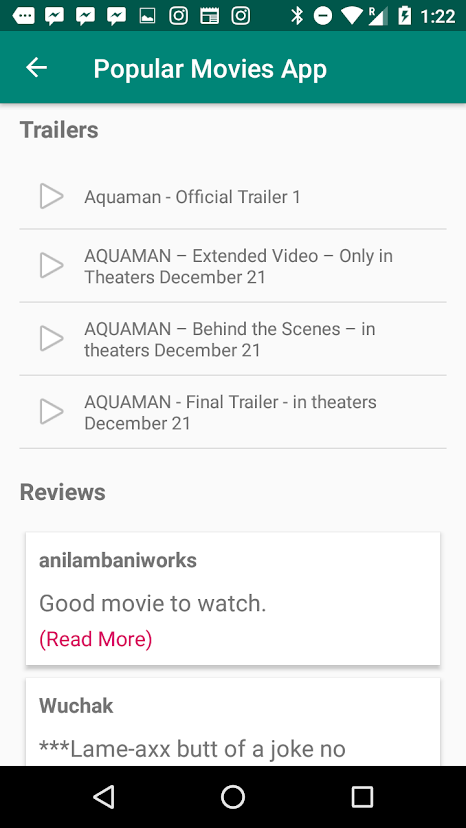 R
1:22
Popular Movies App
Trailers
Aquaman - Official Trailer 1
AQUAMAN – Extended Video – Only in
Theaters December 21
AQUAMAN – Behind the Scenes – in
theaters December 21
AQUAMAN - Final Trailer - in theaters
December 21
Reviews
anilambaniworks
Good movie to watch.
(Read More)
Wuchak
***Lame-axx butt of a joke no